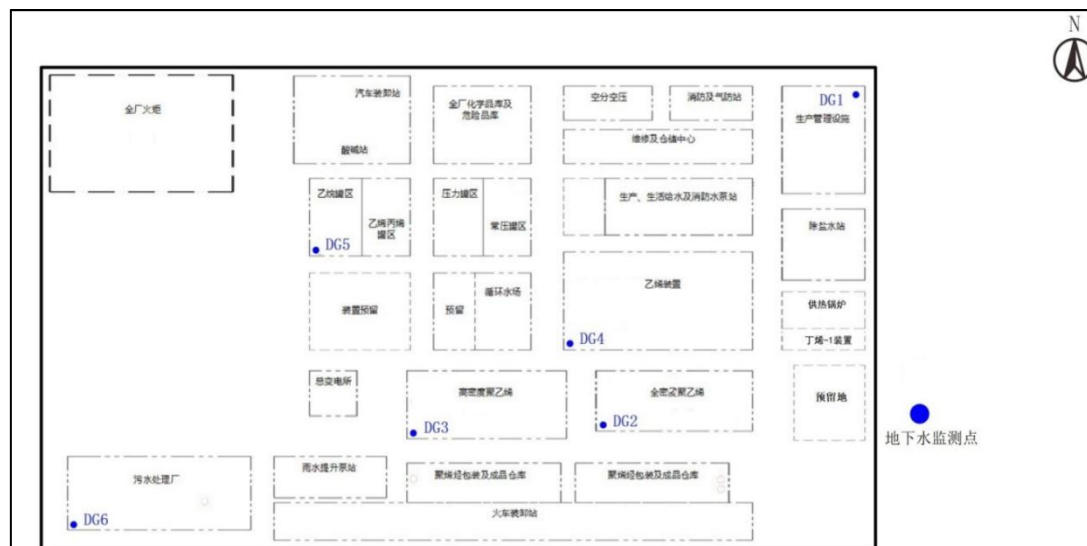 N
全厂火炬
汽车装卸站
酸碱站
全厂化学品库及
危险品库
空分空压
消防及气防站
维修及仓储中心
DG1
生产管理设施
乙烷罐区
乙烯丙烯
罐区
DG5
压力罐区
常压罐区
生产、生活给水及消防水泵站
除盐水站
装置预留
预留
循环水场
乙烯装置
DG4
供热锅炉
丁烯-1装置
总变电所
高密度聚乙烯
DG3
全密度聚乙烯
DG2
预留地
地下水监测点
污水处理厂
DG6
雨水提升泵站
聚烯烃包装及成品仓库
聚烯烃包装及成品仓库
火车装卸站